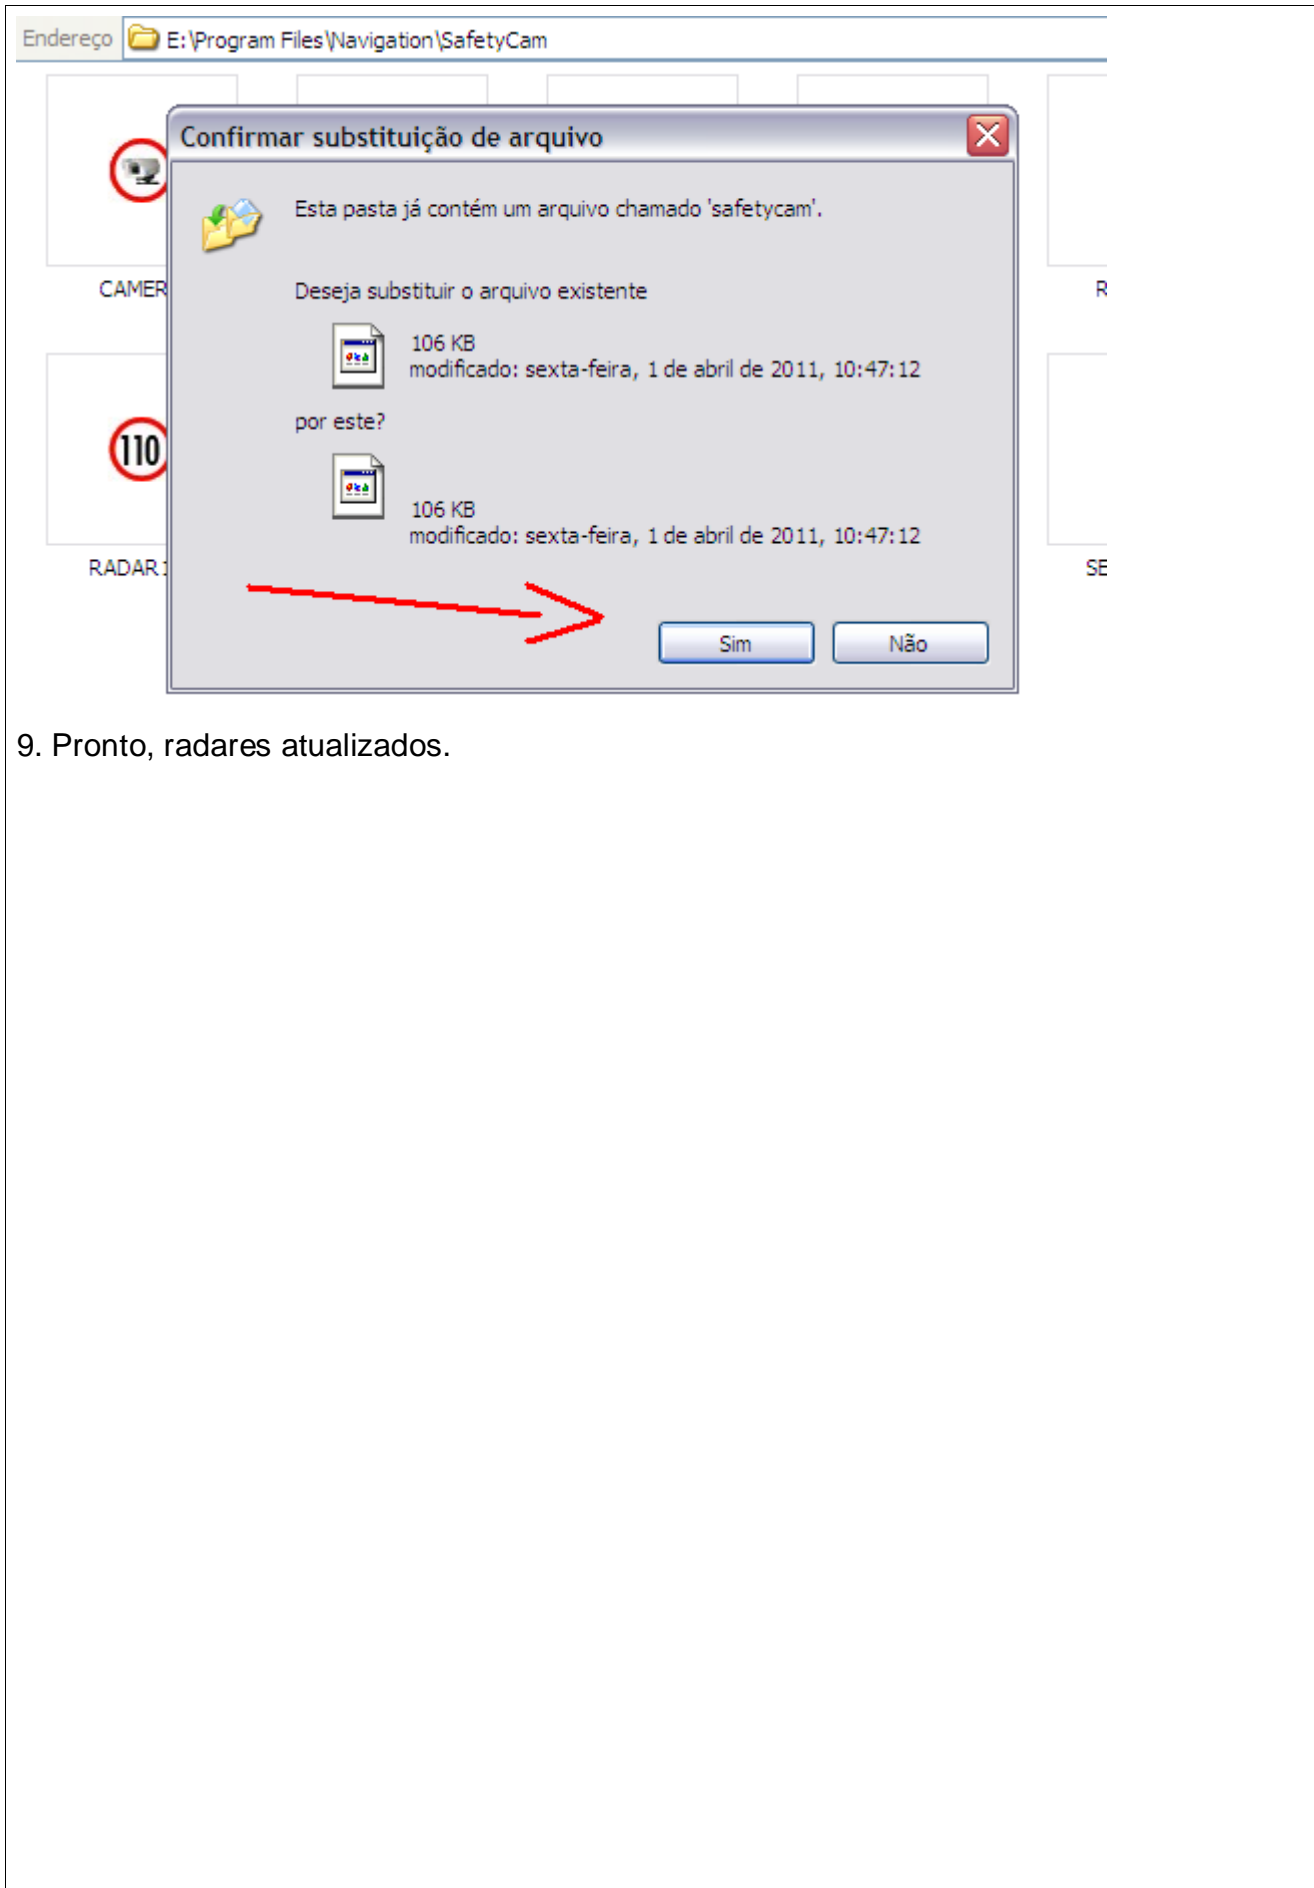 Endereço E:\Program Files\Navigation\SafetyCam
Confirmar substituição de arquivo
Esta pasta já contém um arquivo chamado 'safetycam'.
CAMER
Deseja substituir o arquivo existente
R
106 KB
modificado: sexta-feira, 1 de abril de 2011, 10:47:12
por este?
110
106 KB
modificado: sexta-feira, 1 de abril de 2011, 10:47:12
RADAR1
SE
Sim
Não
9. Pronto, radares atualizados.